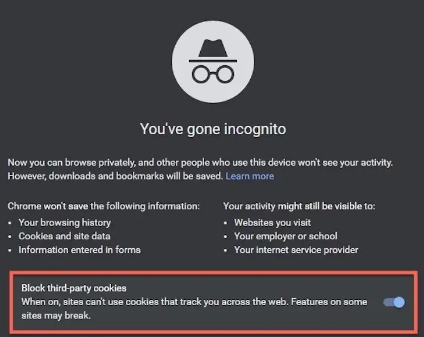 You've gone incognito
Now you can browse privately, and other people who use this device won't see your activity.
However, downloads and bookmarks will be saved. Learn more
Chrome won't save the following information:
• Your browsing history
• Cookies and site data
• Information entered in forms
Your activity might still be visible to:
• Websites you visit
• Your employer or school
• Your internet service provider
Block third-party cookies
When on, sites can't use cookies that track you across the web. Features on some
sites may break.